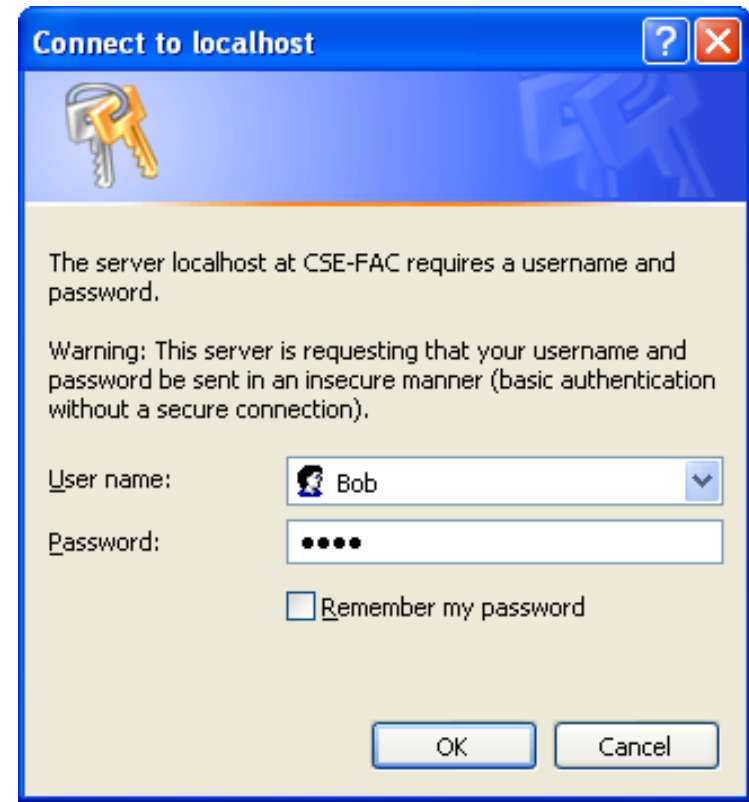 Connect to localhost
The server localhost at CSE-FAC requires a username and
password.
Warning: This server is requesting that your username and
password be sent in an insecure manner (basic authentication
without a secure connection).
User name:
Bob
Password:
••••
Remember my password
OK
Cancel